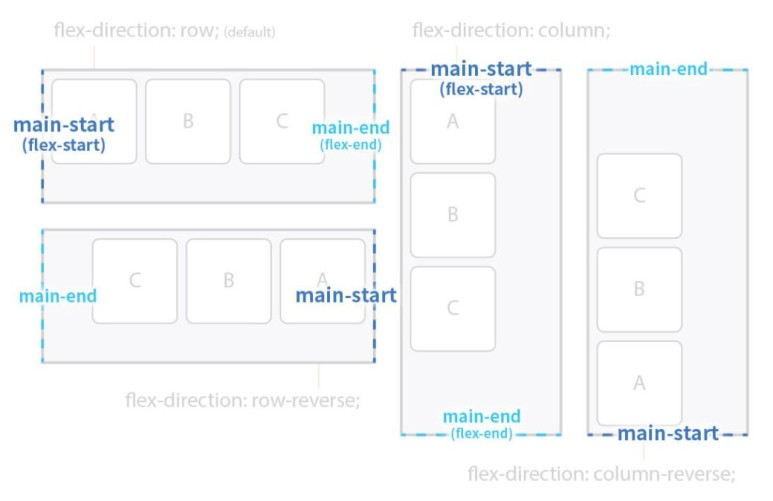 flex-direction: row; (default)
main-start
(flex-start)
A
B
C
main-end
(flex-end)
main-end
C
B
A
main-start
flex-direction: row-reverse;
flex-direction: column;
main-start
(flex-start)
A
B
C
main-end
(flex-end)
main-end
C
B
A
main-start
flex-direction: column-reverse;